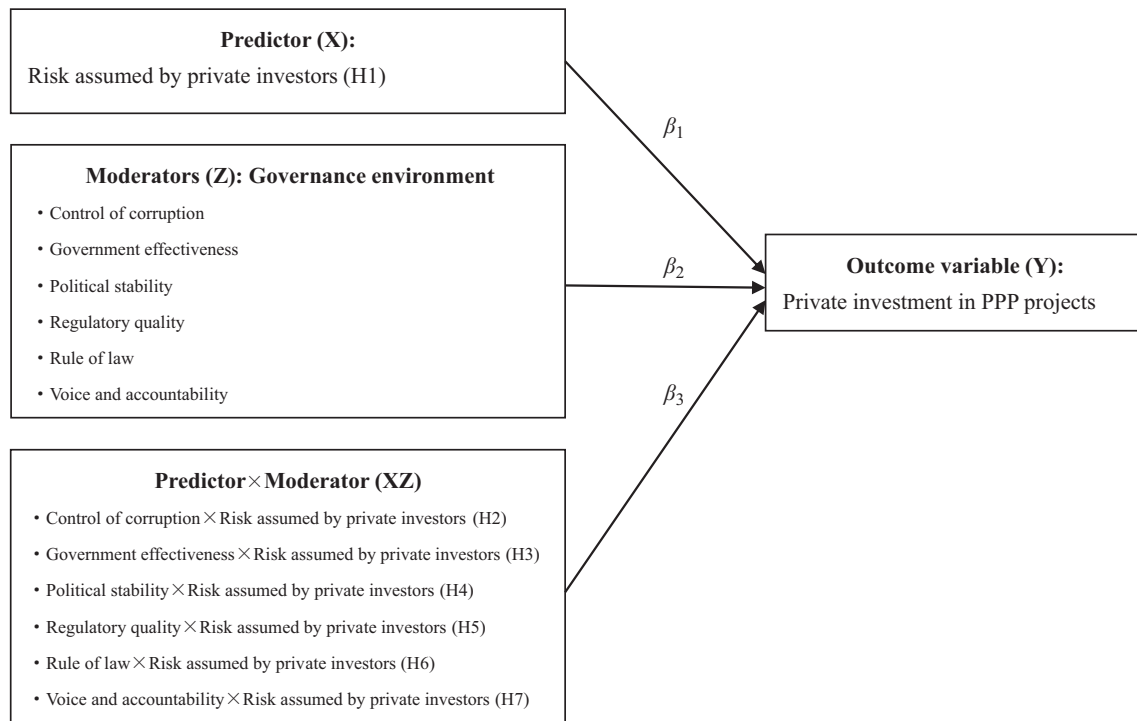 Predictor (X):
Risk assumed by private investors (H1)
β1
Moderators (Z): Governance environment
・Control of corruption
・Government effectiveness
・Political stability
・Regulatory quality
・Rule of law
・Voice and accountability
β2
Outcome variable (Y):
Private investment in PPP projects
β3
Predictor×Moderator (XZ)
・Control of corruption×Risk assumed by private investors (H2)
・Government effectiveness×Risk assumed by private investors (H3)
・Political stability×Risk assumed by private investors (H4)
・Regulatory quality×Risk assumed by private investors (H5)
・Rule of law×Risk assumed by private investors (H6)
・Voice and accountability×Risk assumed by private investors (H7)